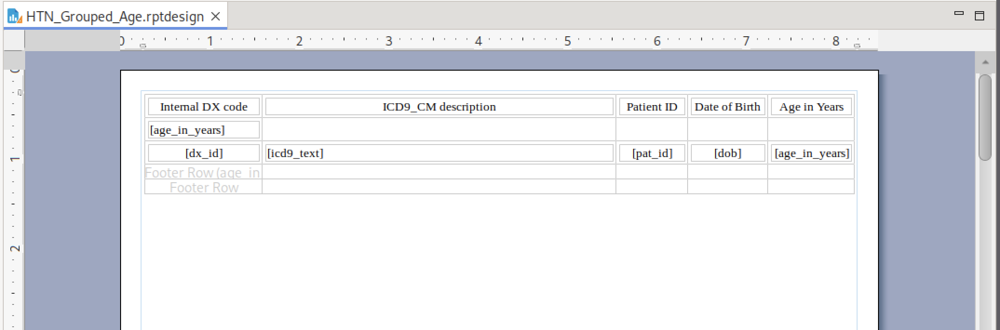 HTN_Grouped_Age.rptdesign
0 1 2 3 4 5 6 7 8
0
Internal DX code ICD9_CM description Patient ID Date of Birth Age in Years
[age_in_years]
[dx_id] [icd9_text] [pat_id] [dob] [age_in_years]
1
Footer Row (age_in
Footer Row
2